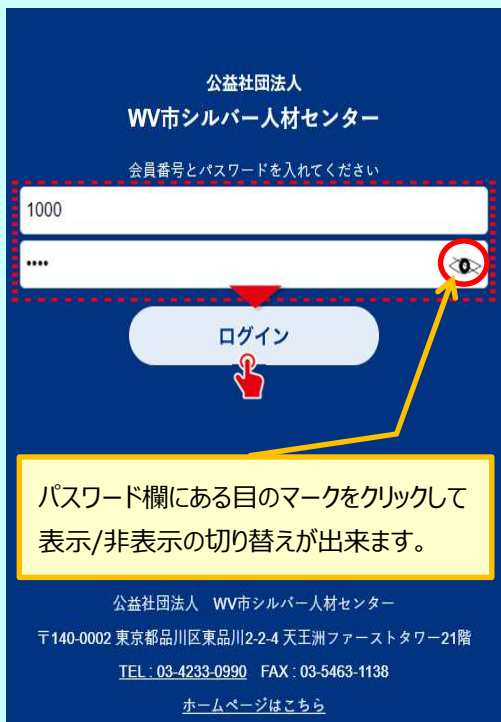 公益社団法人
WV市シルバー人材センター
会員番号とパスワードを入れてください
1000
••••
ログイン
パスワード欄にある目のマークをクリックして
表示/非表示の切り替えが出来ます。
公益社団法人　WV市シルバー人材センター
〒140-0002 東京都品川区東品川2-2-4 天王洲ファーストタワー21階
TEL : 03-4233-0990　FAX : 03-5463-1138
ホームページはこちら